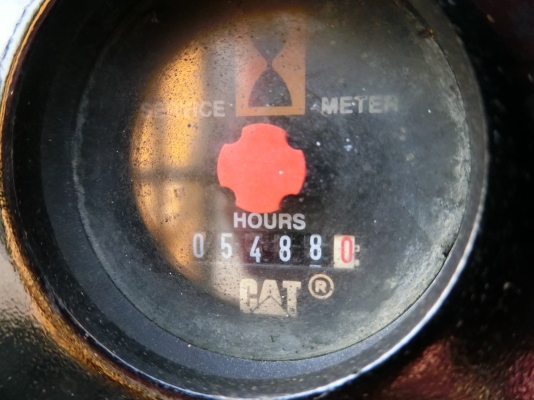 SERVICE METER
HOURS
054880
CAT ®